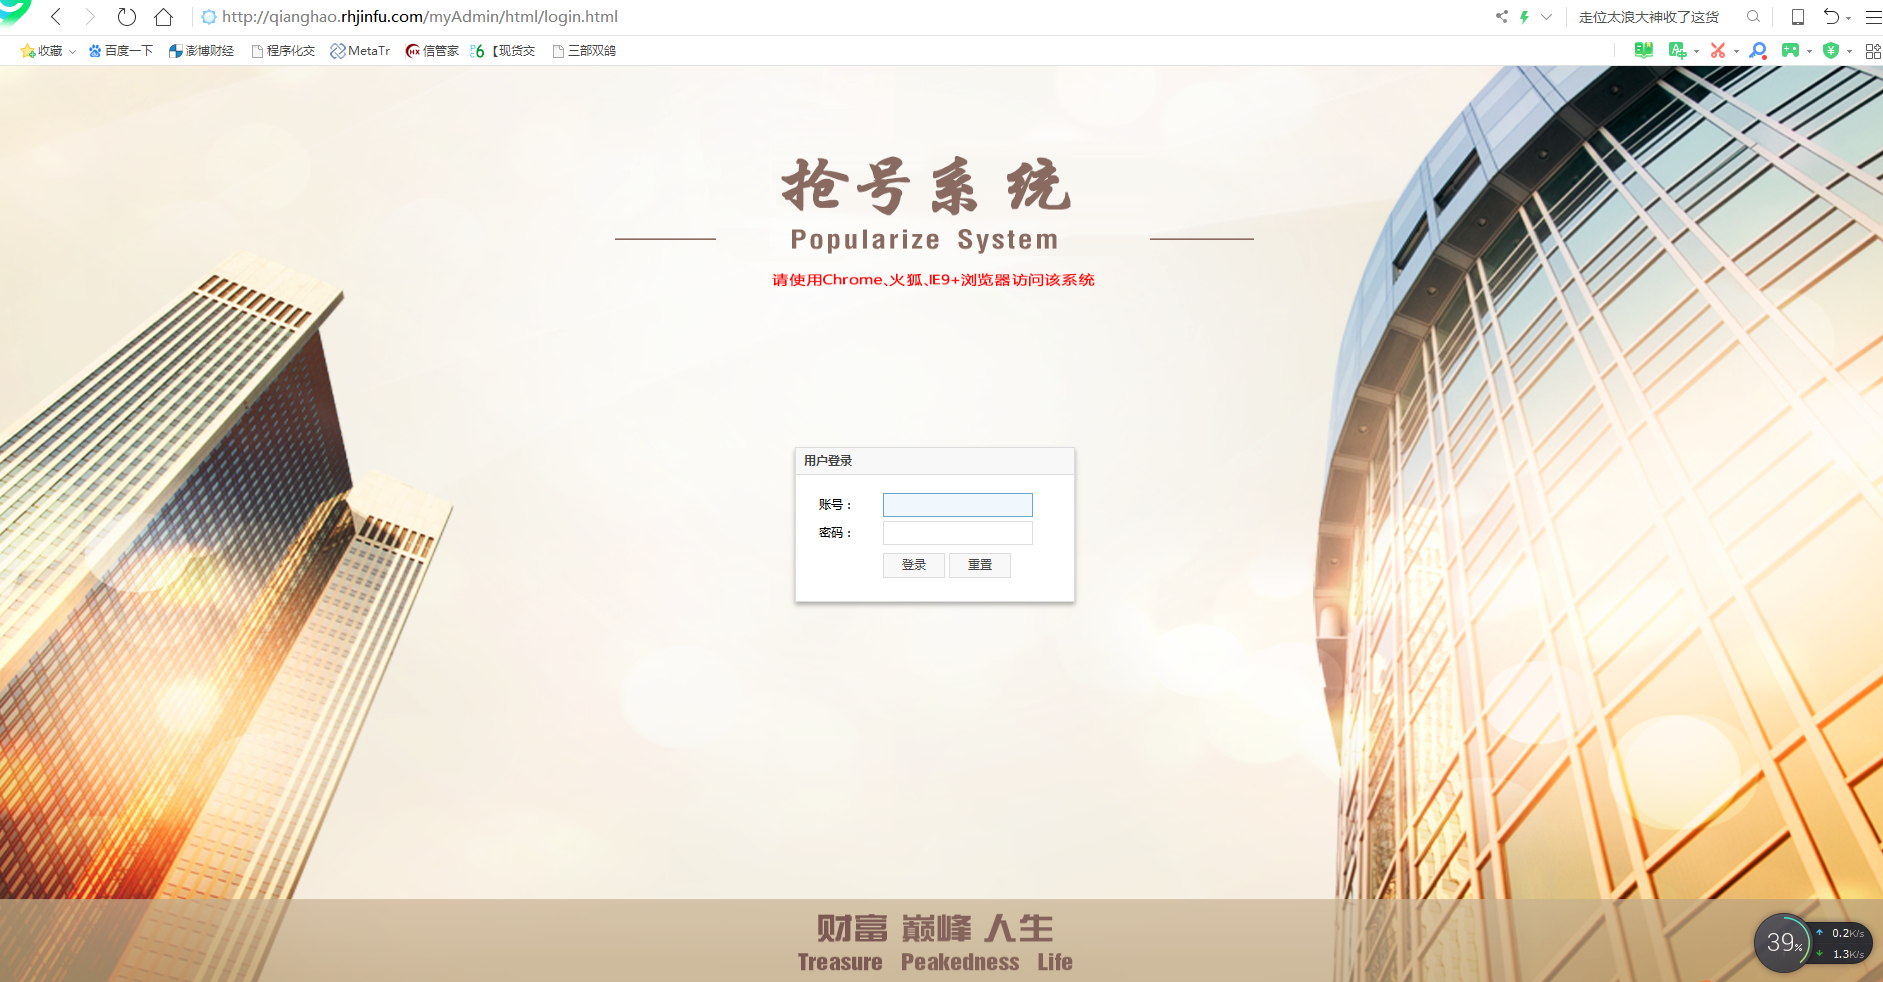 http://qianghao.rhjinfu.com/myAdmin/html/login.html
走位太浪大神收了这货
收藏 百度一下 澎博财经 程序化交 MetaTr 信管家 【现货交 三部双鸽
抢号系统
Popularize System
请使用Chrome、火狐、IE9+浏览器访问该系统
用户登录
账号：
密码：
登录 重置
财富 巅峰 人生
Treasure Peakedness Life
39%
0.2K/s
1.3K/s